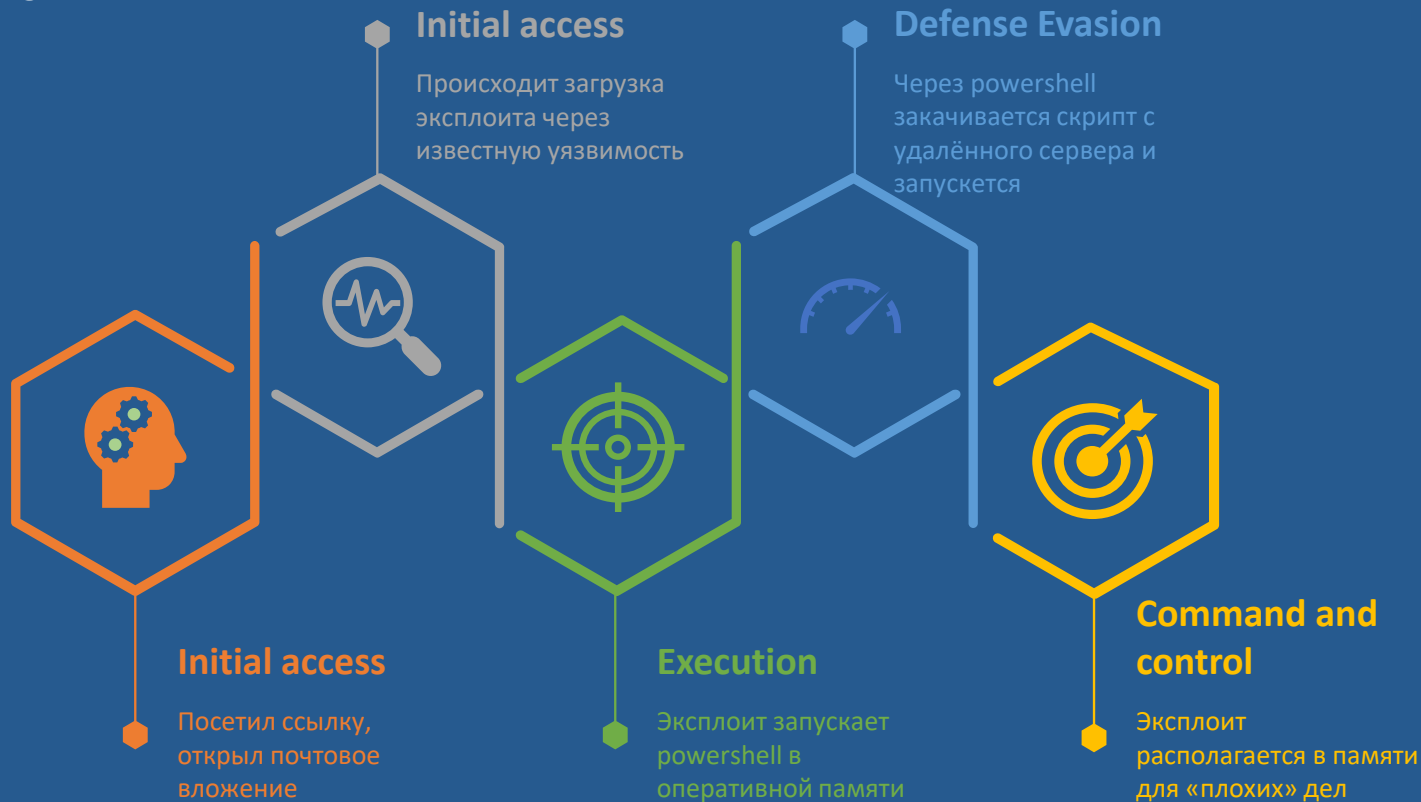 Initial access
Происходит загрузка
эксплоита через
известную уязвимость
Defense Evasion
Через powershell
закачивается скрипт с
удалённого сервера и
запускется
Initial access
Посетил ссылку,
открыл почтовое
вложение
Execution
Эксплоит запускает
powershell в
оперативной памяти
Command and
control
Эксплоит
располагается в памяти
для «плохих» дел